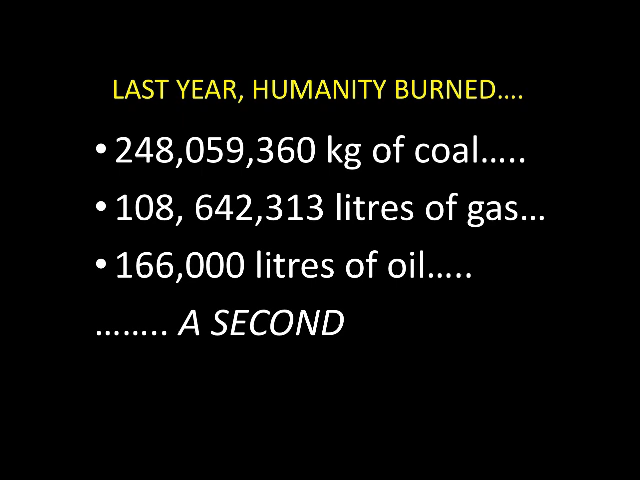 LAST YEAR, HUMANITY BURNED….
•248,059,360 kg of coal…..
•108, 642,313 litres of gas…
•166,000 litres of oil…..
…….. A SECOND